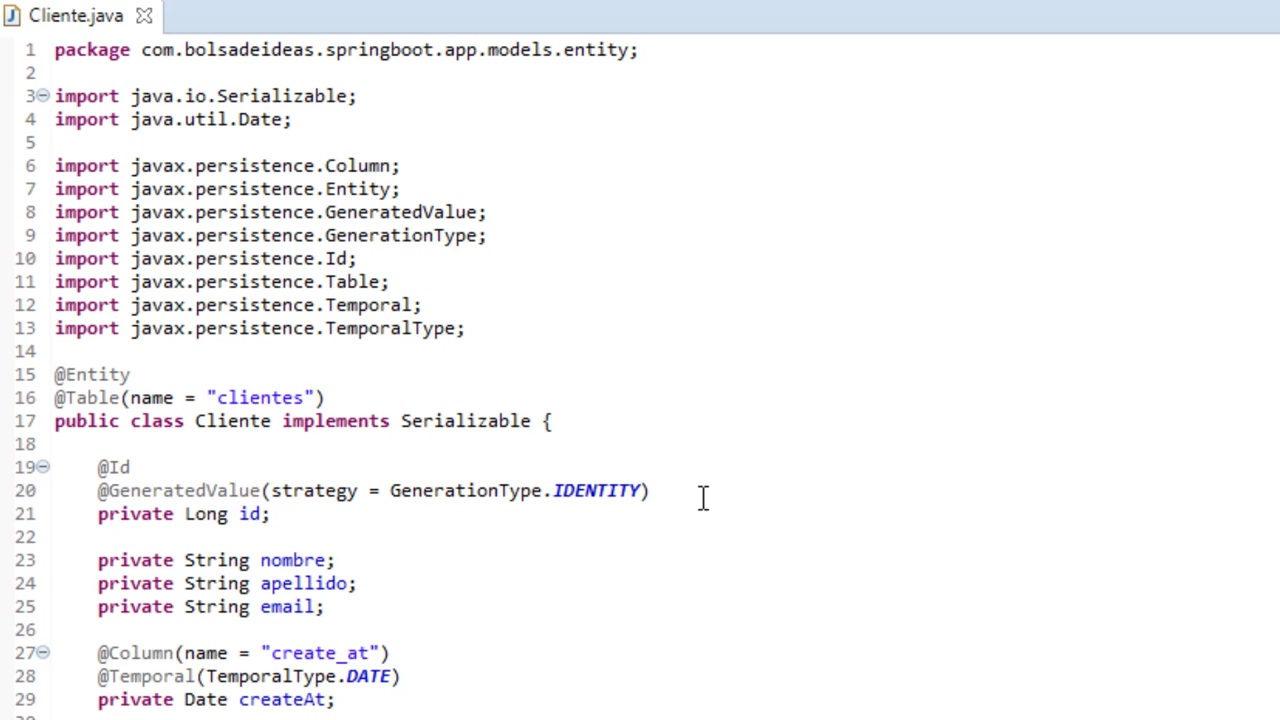 Cliente.java
1 package com.bolsadeideas.springboot.app.models.entity;
2
3 import java.io.Serializable;
4 import java.util.Date;
5
6 import javax.persistence.Column;
7 import javax.persistence.Entity;
8 import javax.persistence.GeneratedValue;
9 import javax.persistence.GenerationType;
10 import javax.persistence.Id;
11 import javax.persistence.Table;
12 import javax.persistence.Temporal;
13 import javax.persistence.TemporalType;
14
15 @Entity
16 @Table(name = "clientes")
17 public class Cliente implements Serializable {
18
19 @Id
20 @GeneratedValue(strategy = GenerationType.IDENTITY)
21 private Long id;
22
23 private String nombre;
24 private String apellido;
25 private String email;
26
27 @Column(name = "create_at")
28 @Temporal(TemporalType.DATE)
29 private Date createAt;